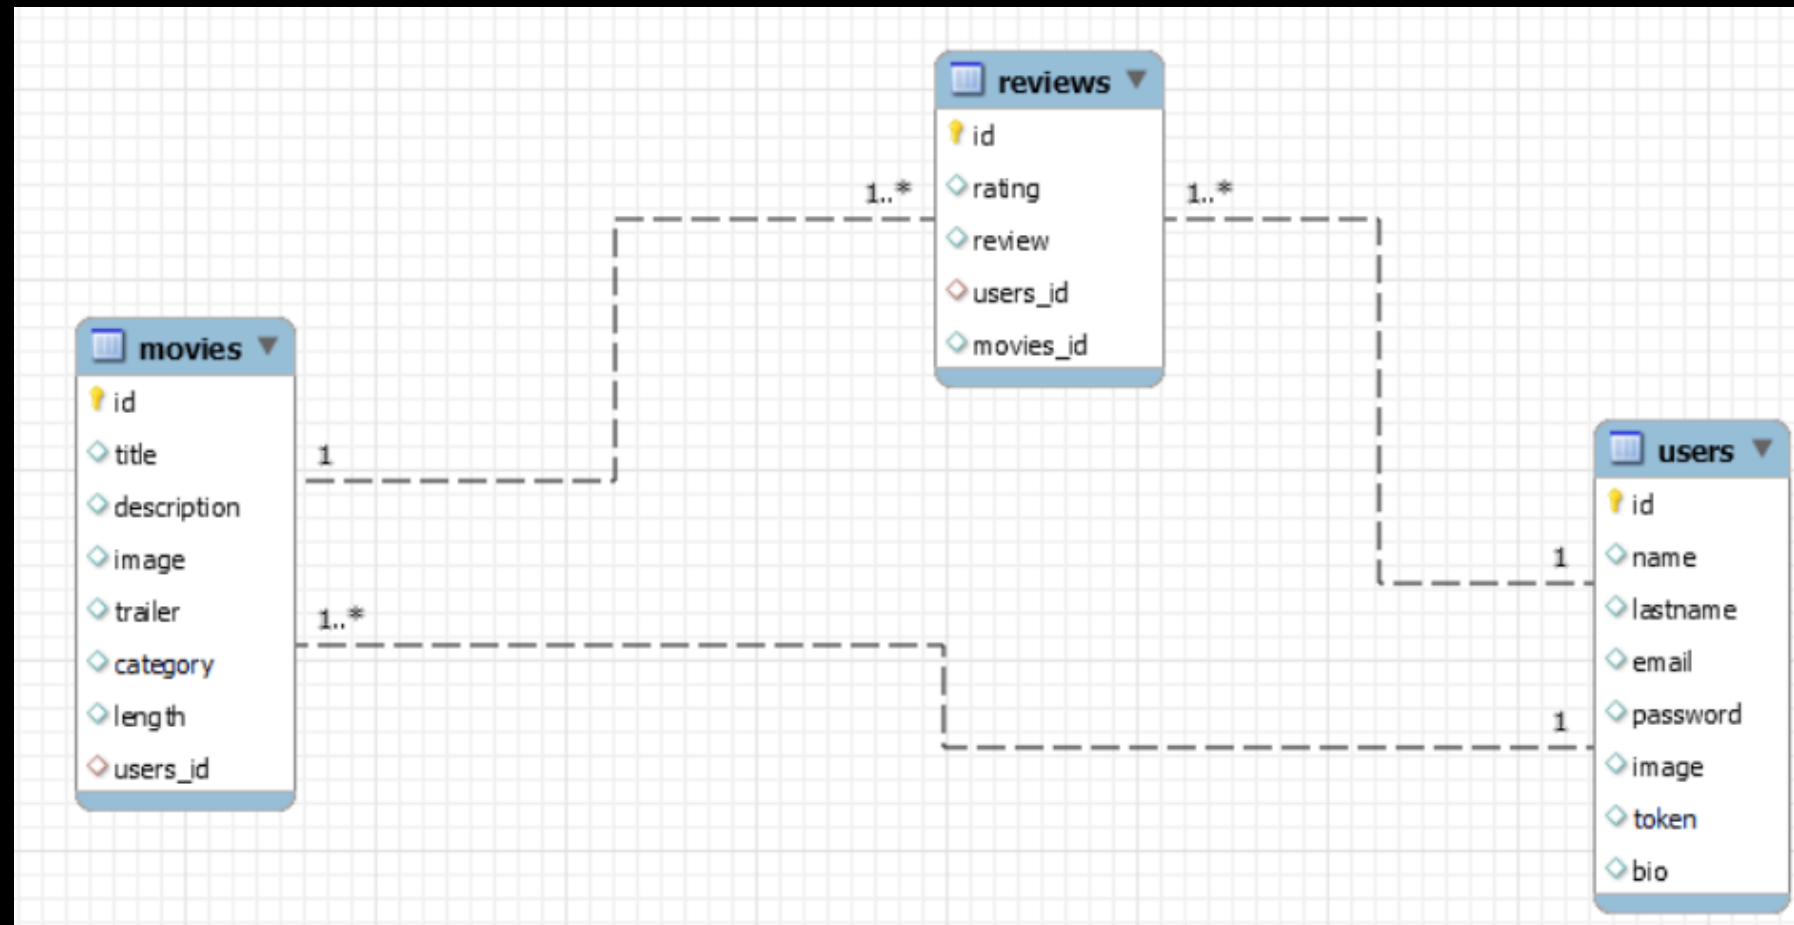 reviews
id
rating
review
users_id
movies_id
1..*
1..*
movies
id
title
description
image
trailer
category
length
users_id
1
1..*
users
id
name
lastname
email
password
image
token
bio
1
1